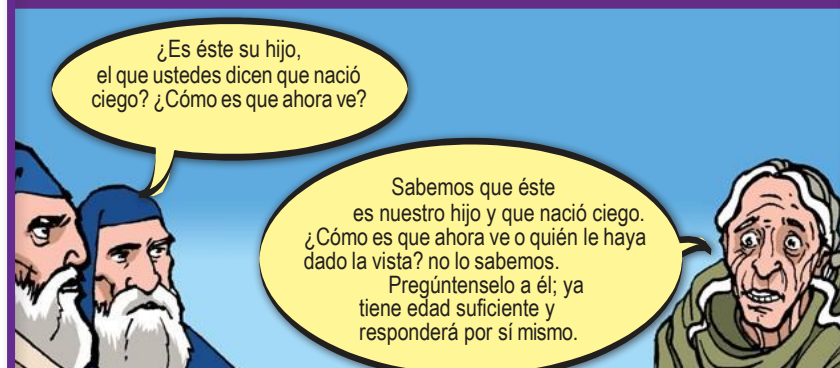 ¿Es éste su hijo,
el que ustedes dicen que nació
ciego? ¿Cómo es que ahora ve?
Sabemos que éste
es nuestro hijo y que nació ciego.
¿Cómo es que ahora ve o quién le haya
dado la vista? no lo sabemos.
Pregúntenselo a él; ya
tiene edad suficiente y
responderá por sí mismo.